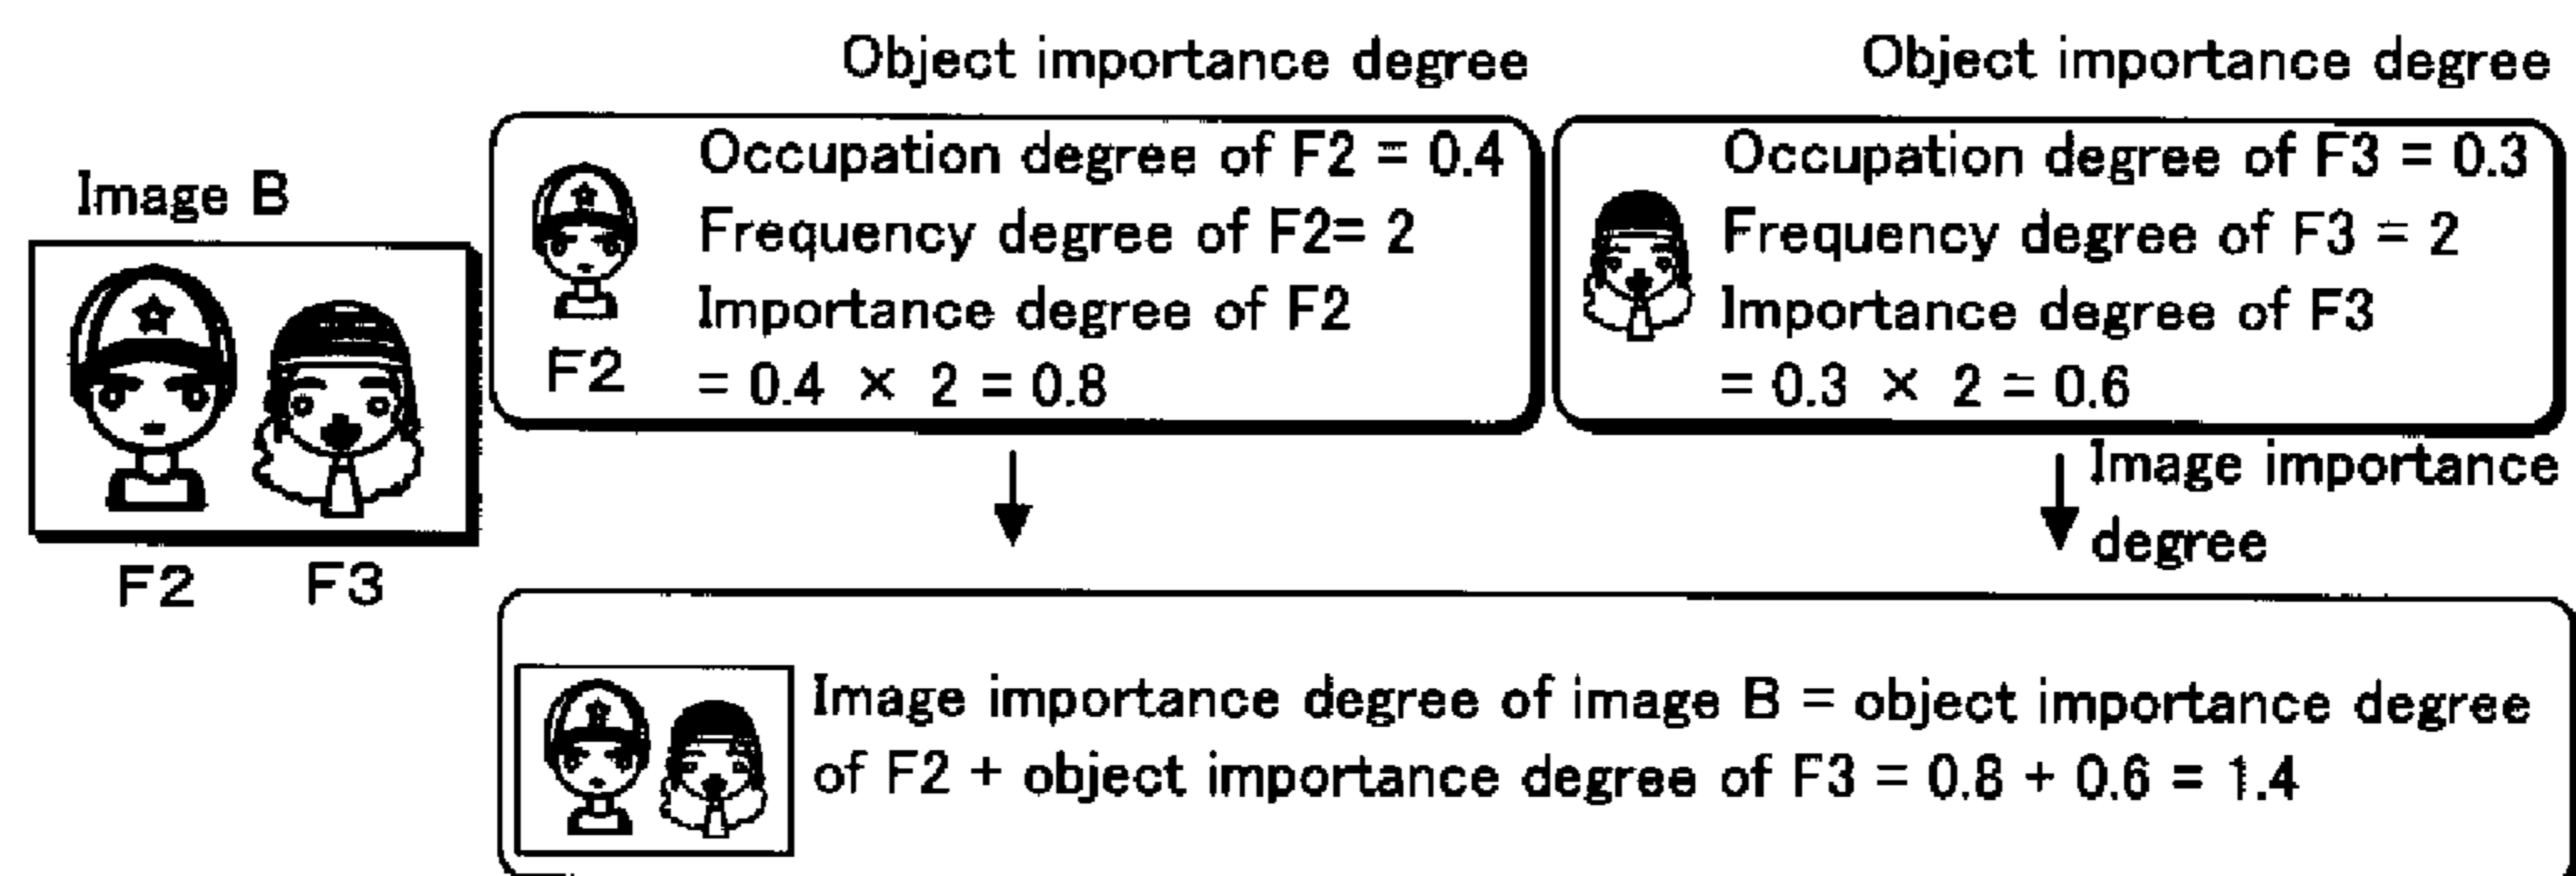 Object importance degree
Object importance degree
Image B
F2
F3
F2
Occupation degree of F2 = 0.4
Frequency degree of F2= 2
Importance degree of F2
= 0.4 × 2 = 0.8
Occupation degree of F3 = 0.3
Frequency degree of F3 = 2
Importance degree of F3
= 0.3 × 2 = 0.6
Image importance
degree
Image importance degree of image B = object importance degree
of F2 + object importance degree of F3 = 0.8 + 0.6 = 1.4